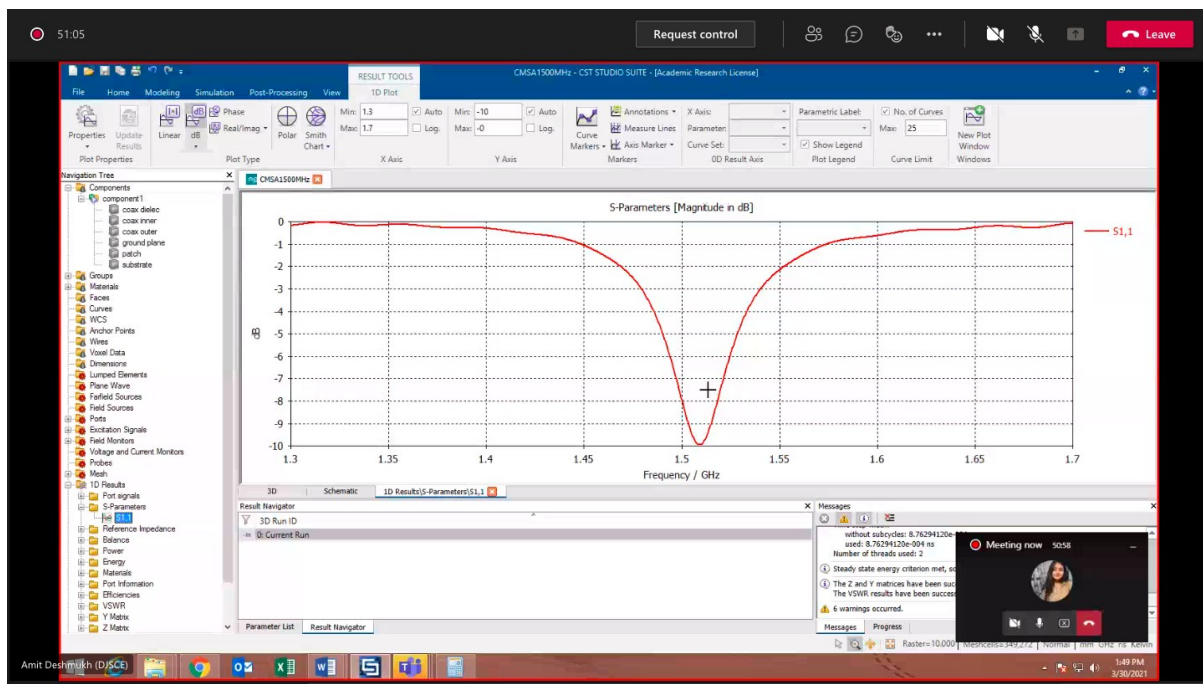 51:05
Request control
Leave
RESULT TOOLS
CMSA1500MHz - CST STUDIO SUITE - [Academic Research License]
File Home Modeling Simulation Post-Processing View 1D Plot
Properties
Update Results
Linear
dB
Phase
Real/Imag
Polar
Smith Chart
Min: 1.3 Auto
Max: 1.7 Log.
Min: -10 Auto
Max: -0 Log.
Curve Markers
Annotations
Measure Lines
Axis Marker
X Axis:
Parameter:
Curve Set:
Parametric Label:
Show Legend
No. of Curves
Max: 25
New Plot Window
Plot Properties Plot Type X Axis Y Axis Markers 0D Result Axis Plot Legend Curve Limit Windows
Navigation Tree
CMSA1500MHz
Components
component1
coax dielec
coax inner
coax outer
ground plane
patch
substrate
Groups
Materials
Faces
Curves
WCS
Anchor Points
Wires
Voxel Data
Dimensions
Lumped Elements
Plane Wave
Farfield Sources
Field Sources
Ports
Excitation Signals
Field Monitors
Voltage and Current Monitors
Probes
Mesh
1D Results
Port signals
S-Parameters
S1,1
Reference Impedance
Balance
Power
Energy
Materials
Port Information
Efficiencies
VSWR
Y Matrix
Z Matrix
S-Parameters [Magnitude in dB]
0
-1
-2
-3
-4
-5
-6
-7
-8
-9
-10
dB
1.3 1.35 1.4 1.45 1.5 1.55 1.6 1.65 1.7
Frequency / GHz
S1,1
3D Schematic 1D Results\S-Parameters\S1,1
Result Navigator
3D Run ID
0: Current Run
Parameter List Result Navigator
Messages
without subcycles: 8.76294120e-
used: 8.76294120e-004 ns
Number of threads used: 2
Steady state energy criterion met,
The Z and Y matrices have been
The VSWR results have been
6 warnings occurred.
Messages Progress
Meeting now 50:58
Raster=10.000 Meshcells=349,272 Normal mm GHz ns Kelvin
Amit Deshmukh (DJSCE)
1:49 PM
3/30/2021